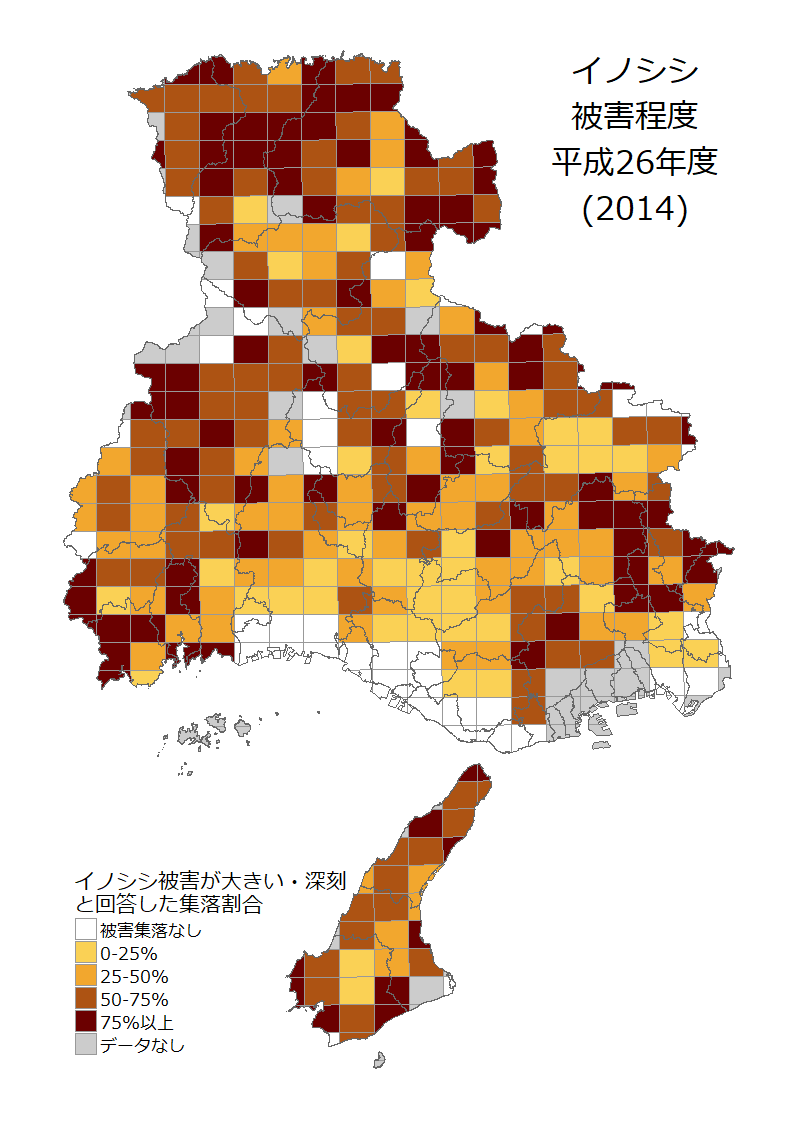 イノシシ
被害程度
平成26年度
(2014)
イノシシ被害が大きい・深刻
と回答した集落割合
被害集落なし
0-25%
25-50%
50-75%
75%以上
データなし